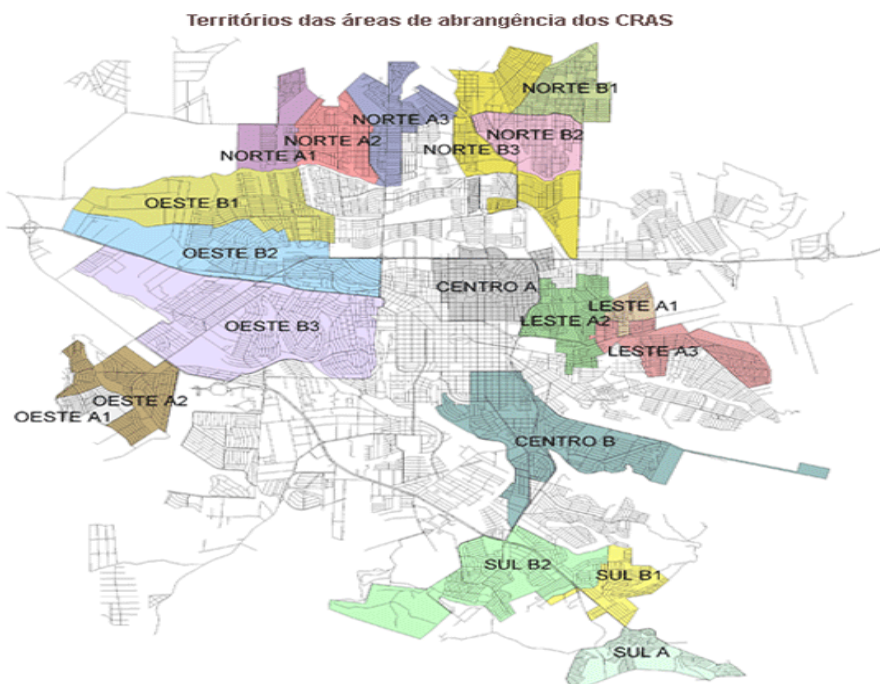 Territórios das áreas de abrangência dos CRAS
NORTE B1
NORTE A3
NORTE A2
NORTE B2
NORTE A1
NORTE B3
OESTE B1
OESTE B2
CENTRO A
LESTE A1
LESTE A2
OESTE B3
LESTE A3
OESTE A2
OESTE A1
CENTRO B
SUL B2
SUL B1
SUL A